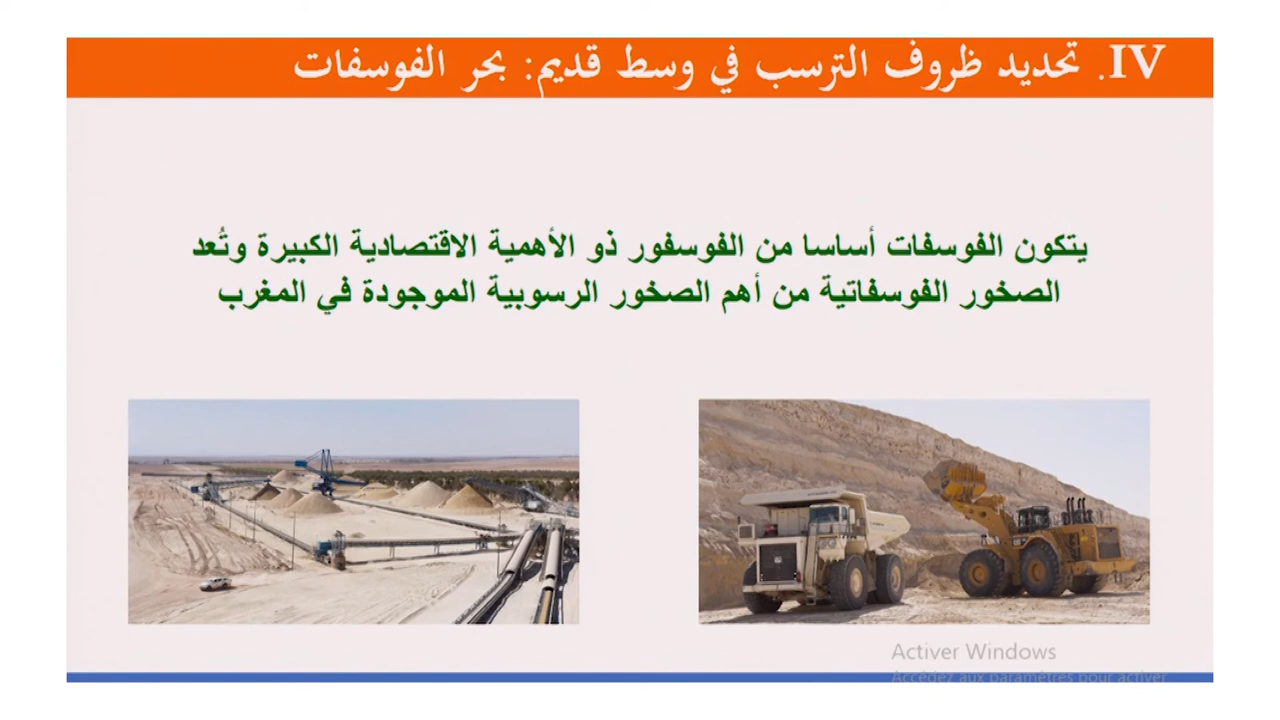 IV. تحديد ظروف الترسب في وسط قديم: بحر الفوسفات
يتكون الفوسفات أساسا من الفوسفور ذو الأهمية الاقتصادية الكبيرة وتُعد
الصخور الفوسفاتية من أهم الصخور الرسوبية الموجودة في المغرب
Activer Windows
Accédez aux paramètres pour activer